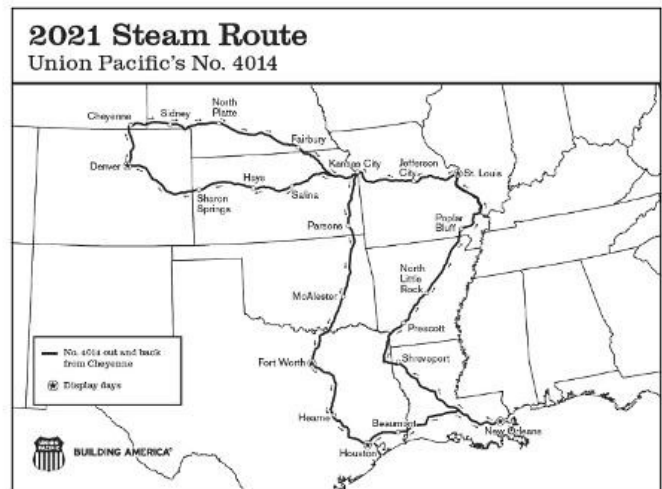 2021 Steam Route
Union Pacific's No. 4014
Cheyenne
Sidney
North
Platte
Fairbury
Denver
Sharon
Springs
Hays
Salina
Kansas City
Jefferson
City
St. Louis
Parsons
Poplar
Bluff
McAlester
North
Little
Rock
Prescott
Fort Worth
Shreveport
Hearne
Beaumont
Houston
New Orleans
No. 4014 out and back
from Cheyenne
Display days
UNION
PACIFIC
BUILDING AMERICA®